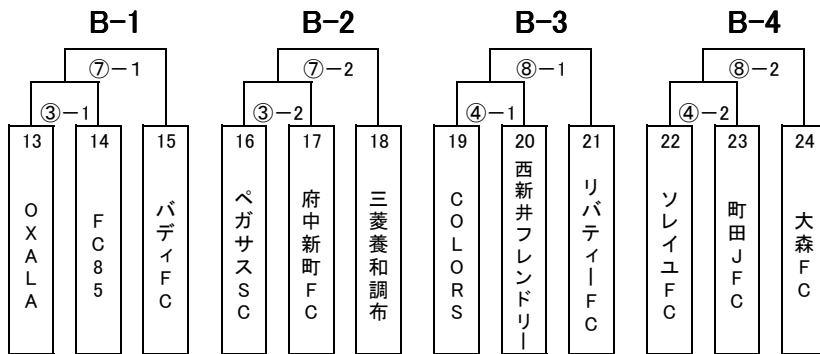 B-1 B-2 B-3 B-4
⑦-1 ⑦-2 ⑧-1 ⑧-2
③-1 ③-2 ④-1 ④-2
13 14 15 16 17 18 19 20 21 22 23 24
OXALA
FC85
バディFC
ペガサスSC
府中新町FC
三菱養和調布
COLORS
西新井フレンドリー
リバティーFC
ソレイユFC
町田JFC
大森FC